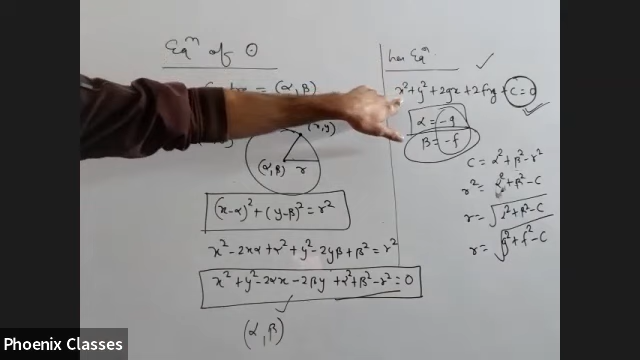 Eqⁿ of ⊙
= (α, β)
(x,y)
(α,β) r
(x-α)² + (y-β)² = r²
x² - 2xα + α² + y² - 2yβ + β² = r²
x² + y² - 2αx - 2βy + α² + β² - r² = 0
(α, β)
has Eqⁿ
x² + y² + 2gx + 2fy + C = 0
α = -g
β = -f
C = α² + β² - r²
r² = α² + β² - C
r = √α² + β² - C
r = √g² + f² - C
Phoenix Classes